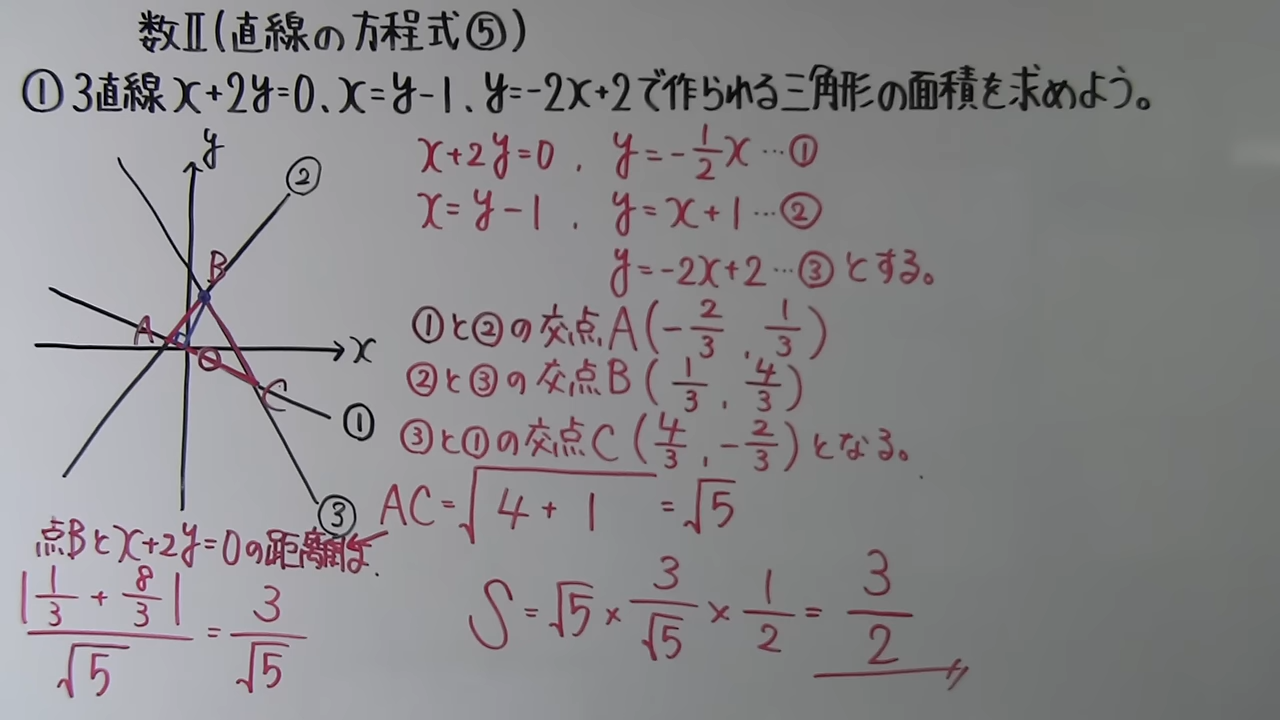 数Ⅱ(直線の方程式⑤)
① 3直線 x+2y=0、x=y-1、y=-2x+2で作られる三角形の面積を求めよう。
x+2y=0 、 y=-1/2x…①
x=y-1 、 y=x+1…②
y=-2x+2…③とする。
①と②の交点A(-2/3、1/3)
②と③の交点B(1/3、4/3)
③と①の交点C(4/3、-2/3)となる。
AC=√4+1 =√5
S=√5×3/√5×1/2=3/2
y
②
B
A
x
O
C
①
③
点Bとx+2y=0の距離は、
|1/3+8/3|/√5=3/√5